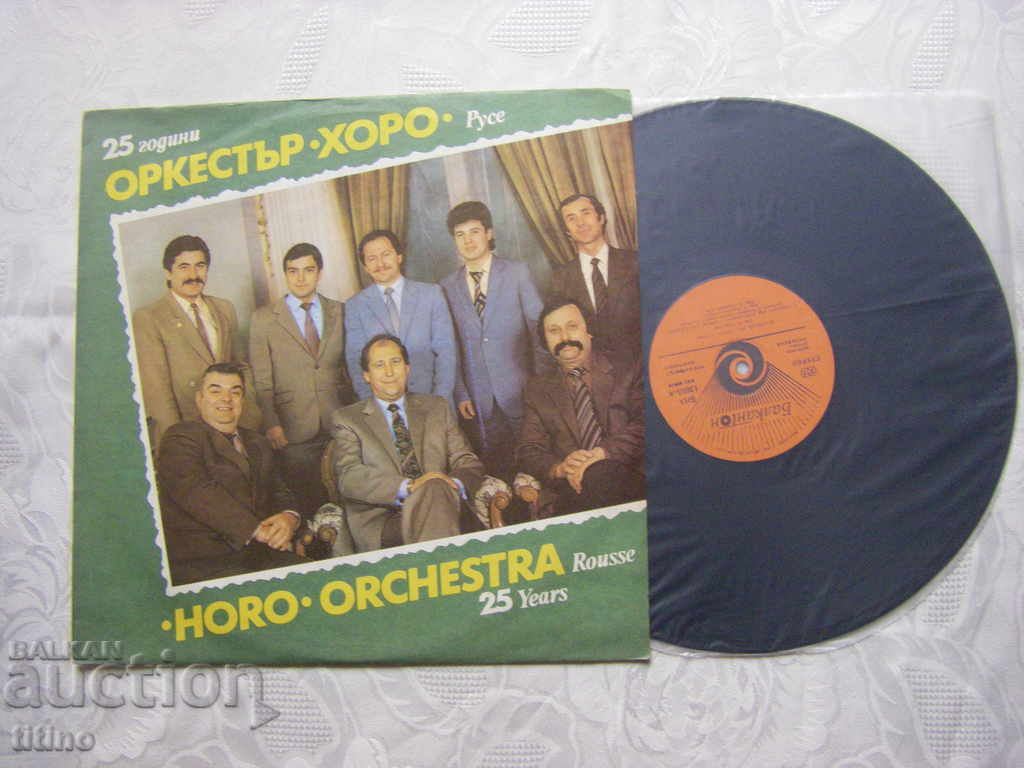 25 години
ОРКЕСТЪР·ХОРО· Русе
·HORO· ORCHESTRA Rousse
25 Years
Балкантон
BALKAN
auction
titino